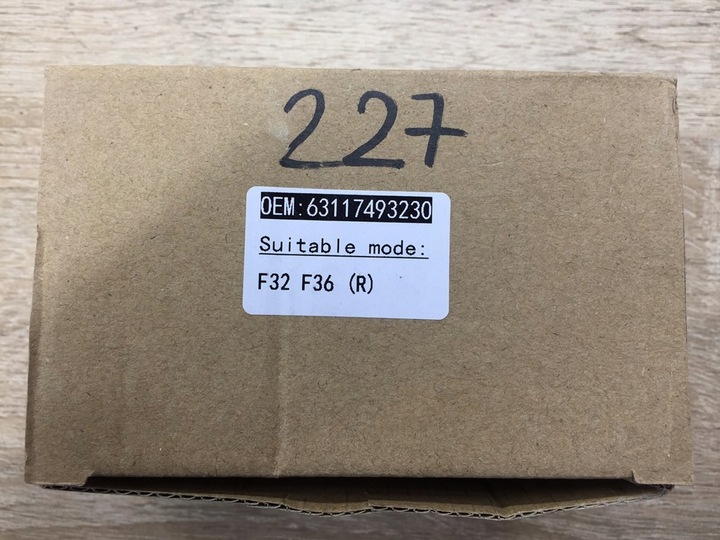 227
OEM:63117493230
Suitable mode:
F32 F36 (R)